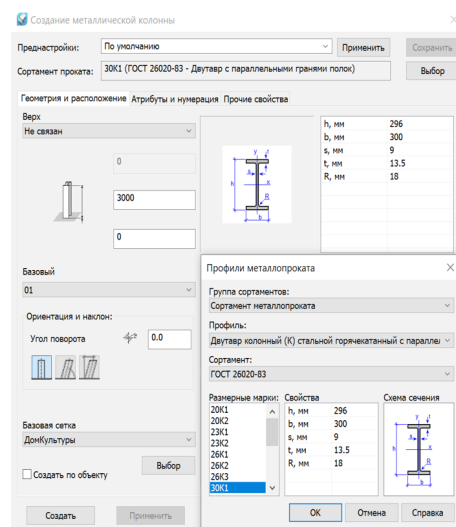 Создание металлической колонны
Преднастройки: По умолчанию Применить Сохранить
Сортамент проката: 30К1 (ГОСТ 26020-83 - Двутавр с параллельными гранями полок) Выбор
Геометрия и расположение Атрибуты и нумерация Прочие свойства
Верх
Не связан
0
3000
0
h, мм 296
b, мм 300
s, мм 9
t, мм 13.5
R, мм 18
y t
s
h x
R
b
Базовый
01
Ориентация и наклон:
Угол поворота 0.0
Базовая сетка
ДомКультуры
Создать по объекту Выбор
Создать Применить
Профили металлопроката
Группа сортаментов:
Сортамент металлопроката
Профиль:
Двутавр колонный (К) стальной горячекатанный с параллел
Сортамент:
ГОСТ 26020-83
Размерные марки: Свойства Схема сечения
20К1
20К2
23К1
23К2
26К1
26К2
26К3
30К1
h, мм 296
b, мм 300
s, мм 9
t, мм 13.5
R, мм 18
y t
s
h x
R
b
ОК Отмена Справка